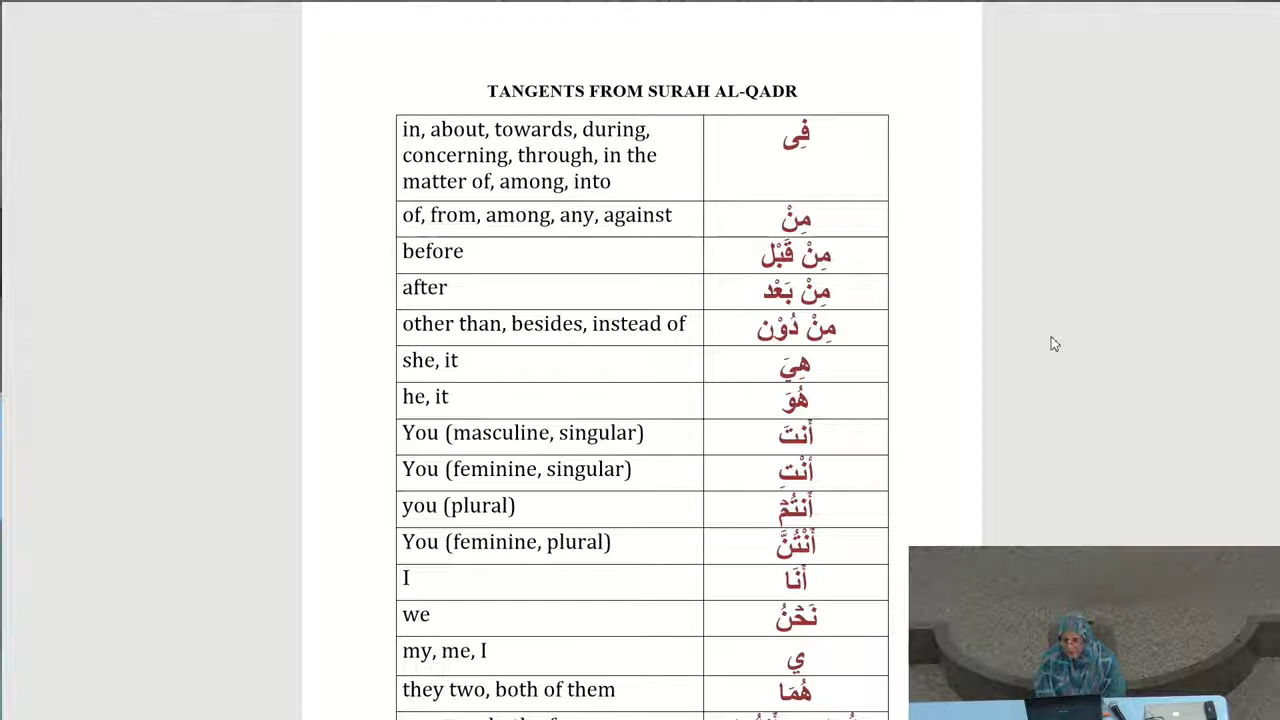 TANGENTS FROM SURAH AL-QADR
in, about, towards, during, concerning, through, in the matter of, among, into فِى
of, from, among, any, against مِنْ
before مِنْ قَبْل
after مِنْ بَعْد
other than, besides, instead of مِنْ دُوْن
she, it هِيَ
he, it هُوَ
You (masculine, singular) أَنتَ
You (feminine, singular) أَنْتِ
you (plural) أَنتُمْ
You (feminine, plural) أَنْتُنَّ
I أَنَا
we نَحْنُ
my, me, I ي
they two, both of them هُمَا